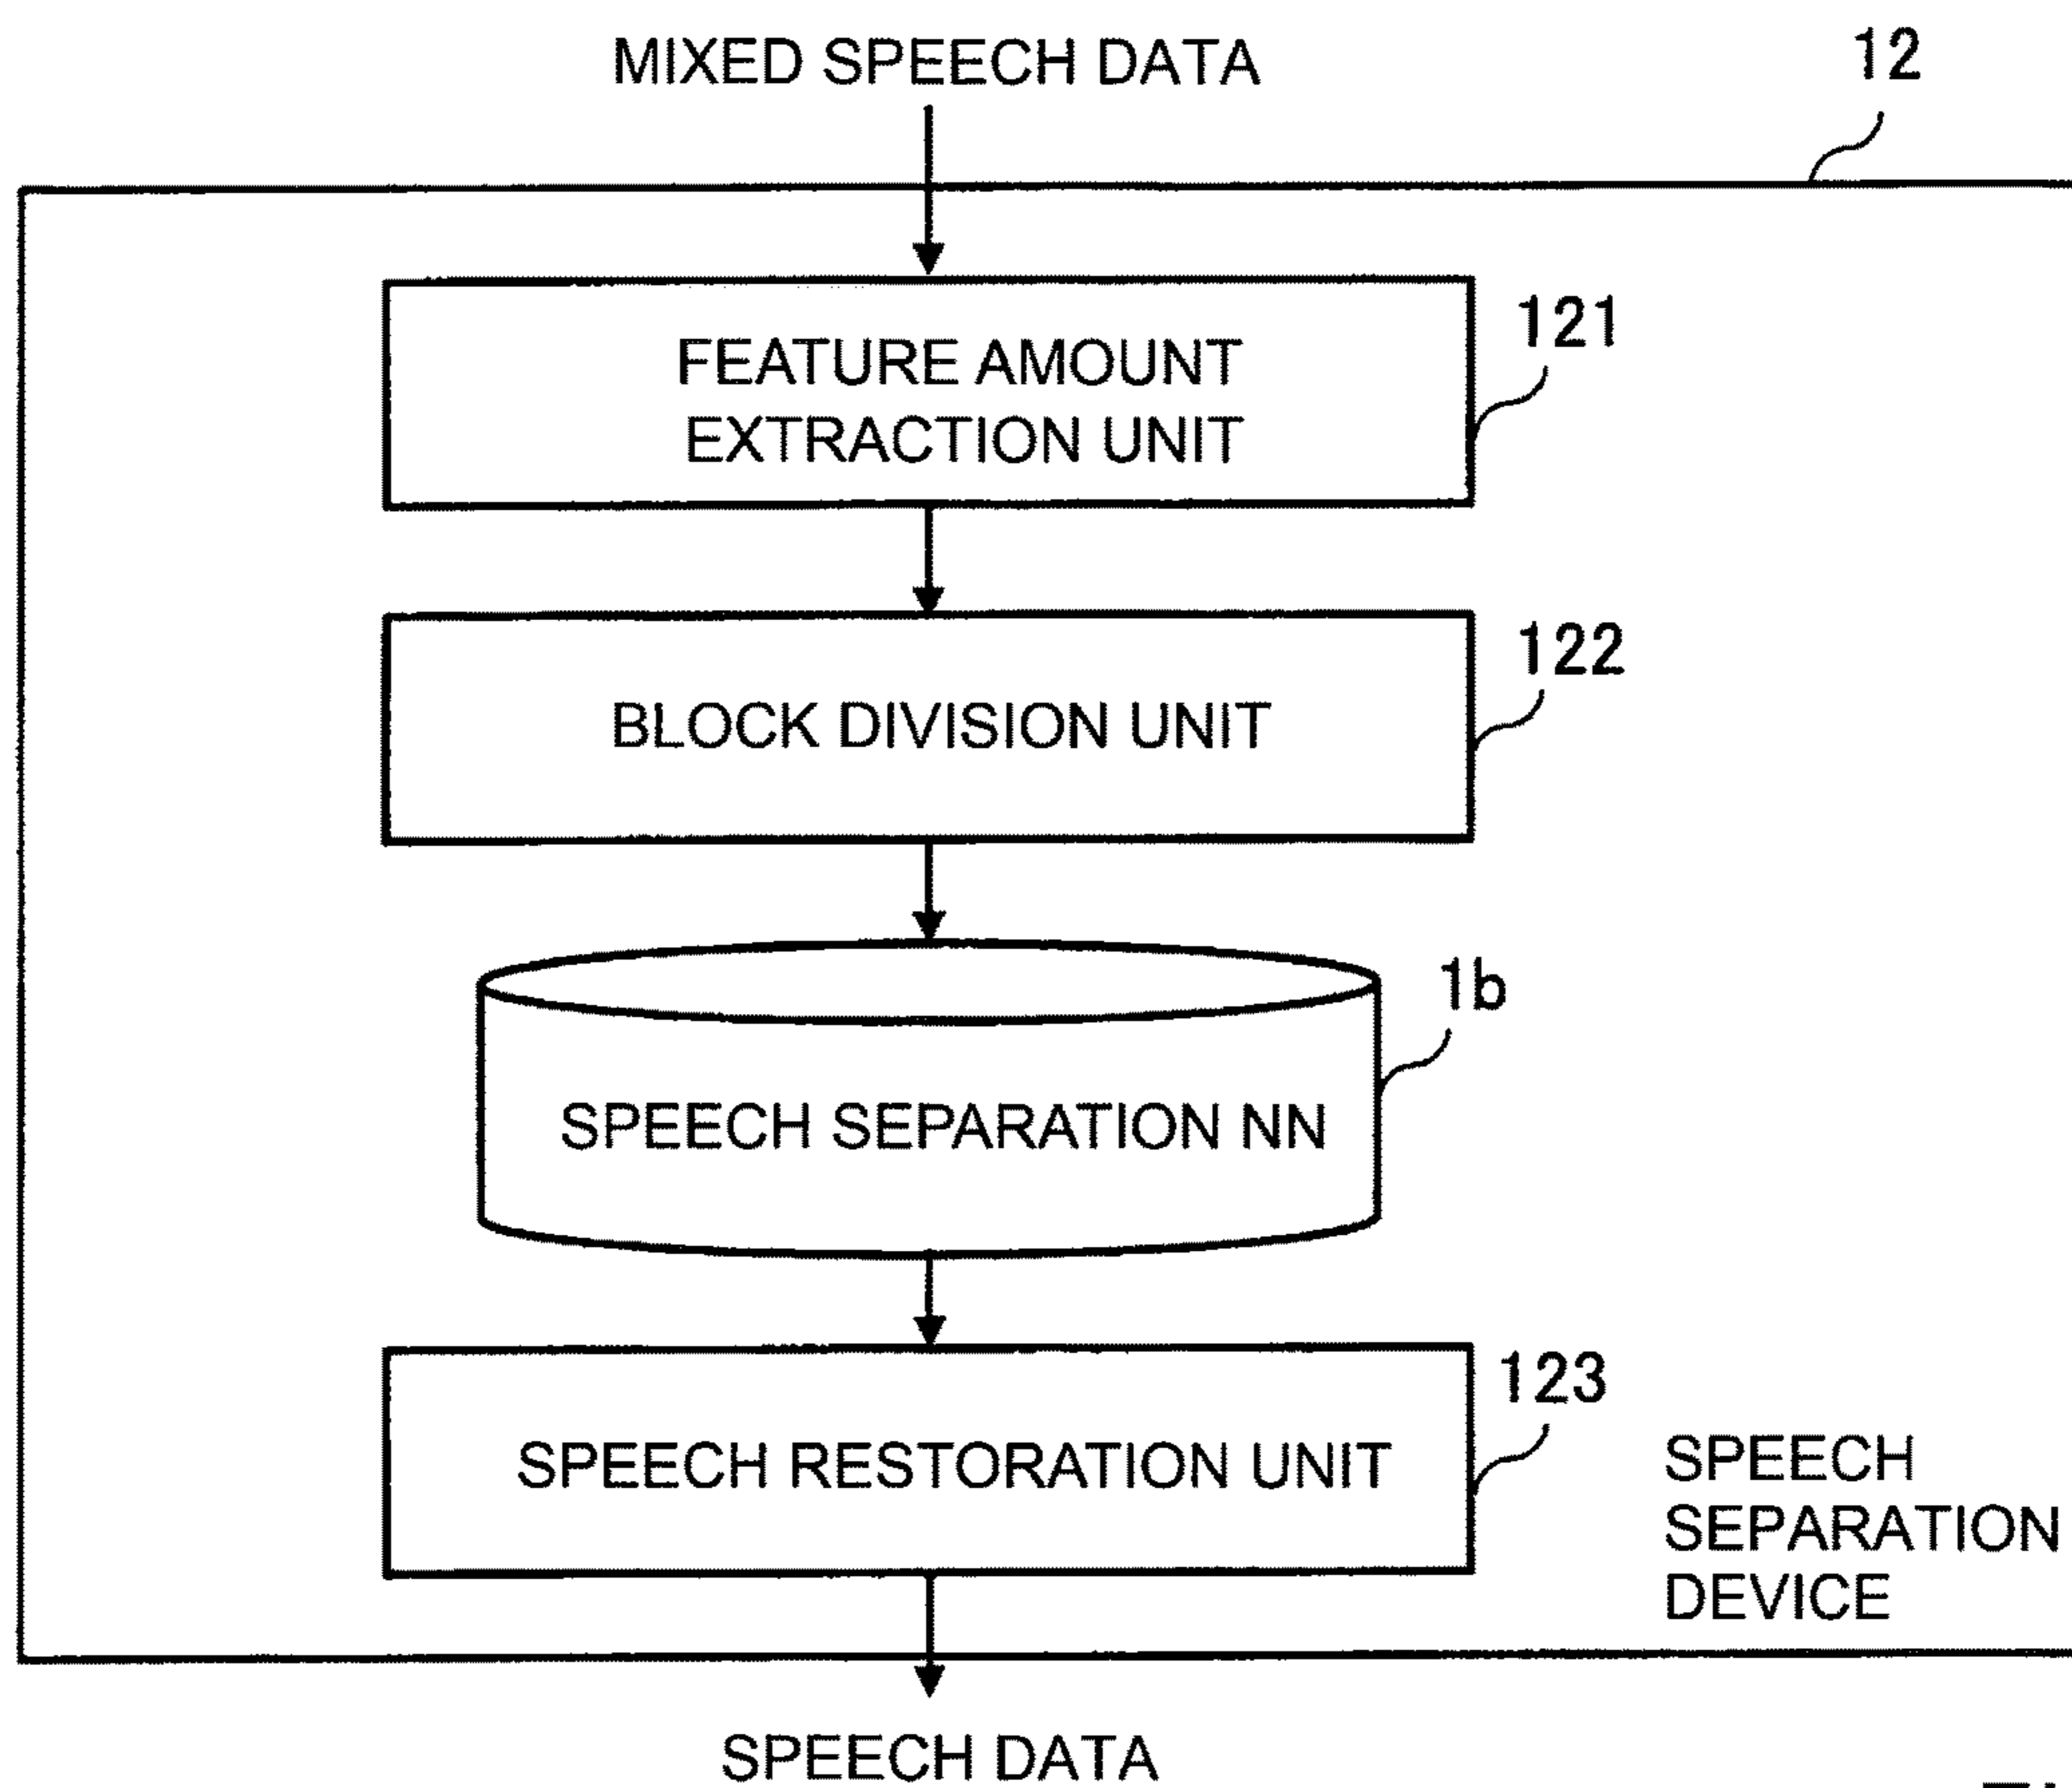 MIXED SPEECH DATA
12
FEATURE AMOUNT
EXTRACTION UNIT
121
BLOCK DIVISION UNIT
122
SPEECH SEPARATION NN
1b
SPEECH RESTORATION UNIT
123
SPEECH
SEPARATION
DEVICE
SPEECH DATA